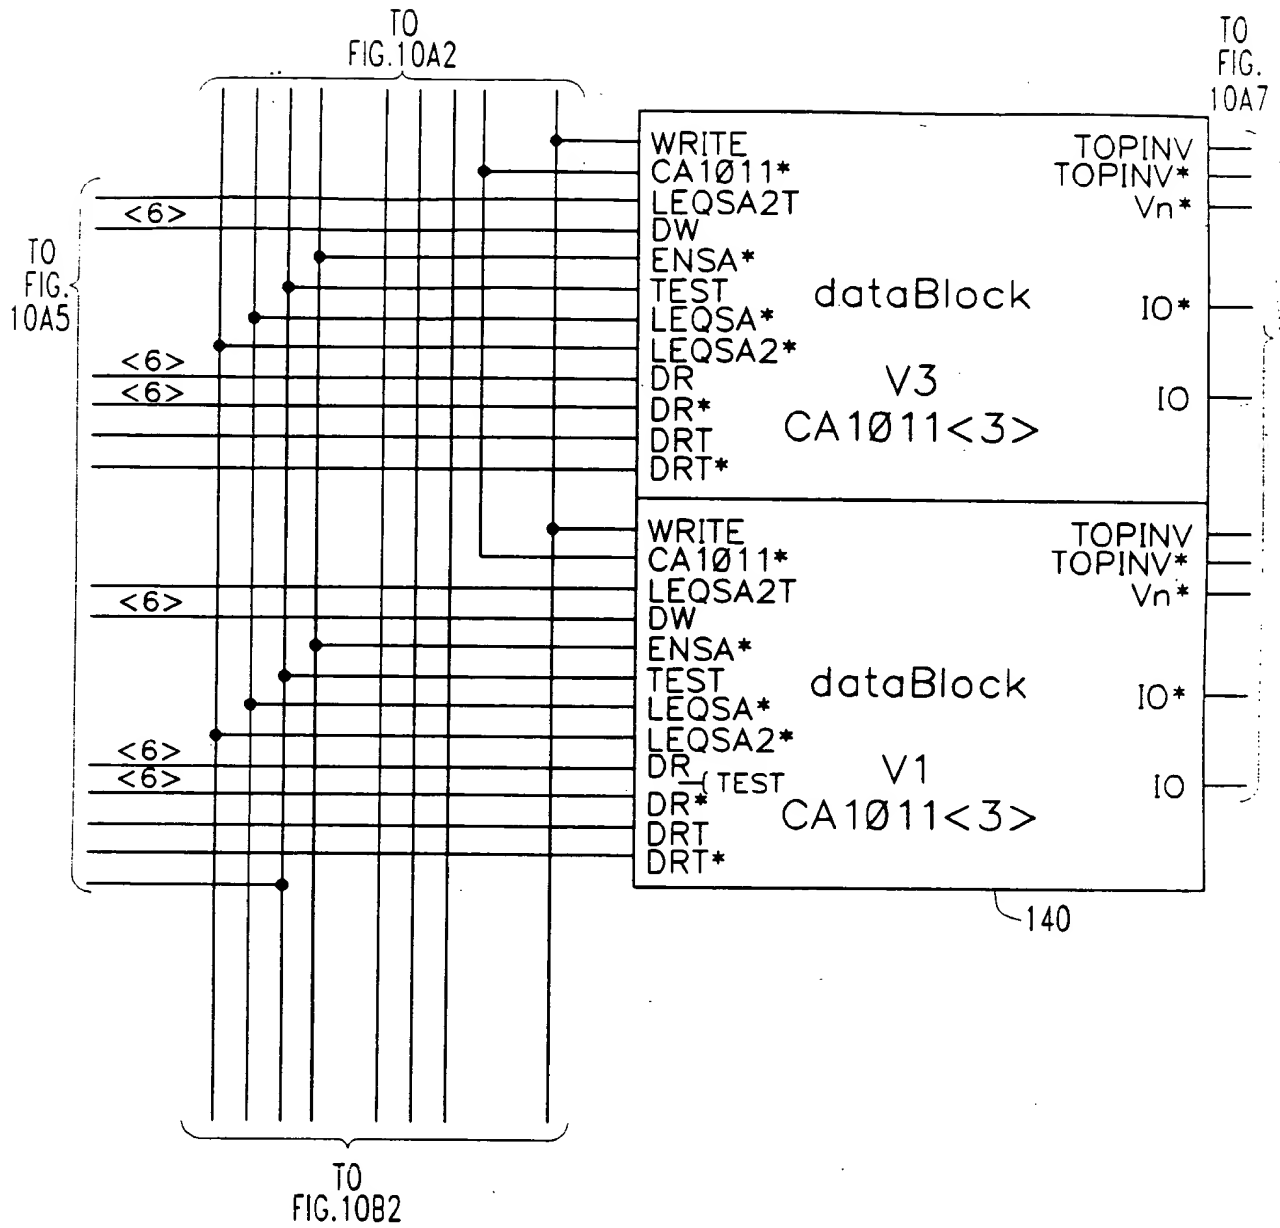 TO
FIG.10A2
TO
FIG.
10A7
TO
FIG.
10A5
<6>
<6>
<6>
WRITE
CA1Ø11*
LEQSA2T
DW
ENSA*
TEST
LEQSA*
LEQSA2*
DR
DR*
DRT
DRT*
dataBlock
V3
CA1Ø11<3>
TOPINV
TOPINV*
Vn*
IO*
IO
<6>
<6>
<6>
WRITE
CA1Ø11*
LEQSA2T
DW
ENSA*
TEST
LEQSA*
LEQSA2*
DR
TEST
DR*
DRT
DRT*
dataBlock
V1
CA1Ø11<3>
TOPINV
TOPINV*
Vn*
IO*
IO
140
TO
FIG.10B2